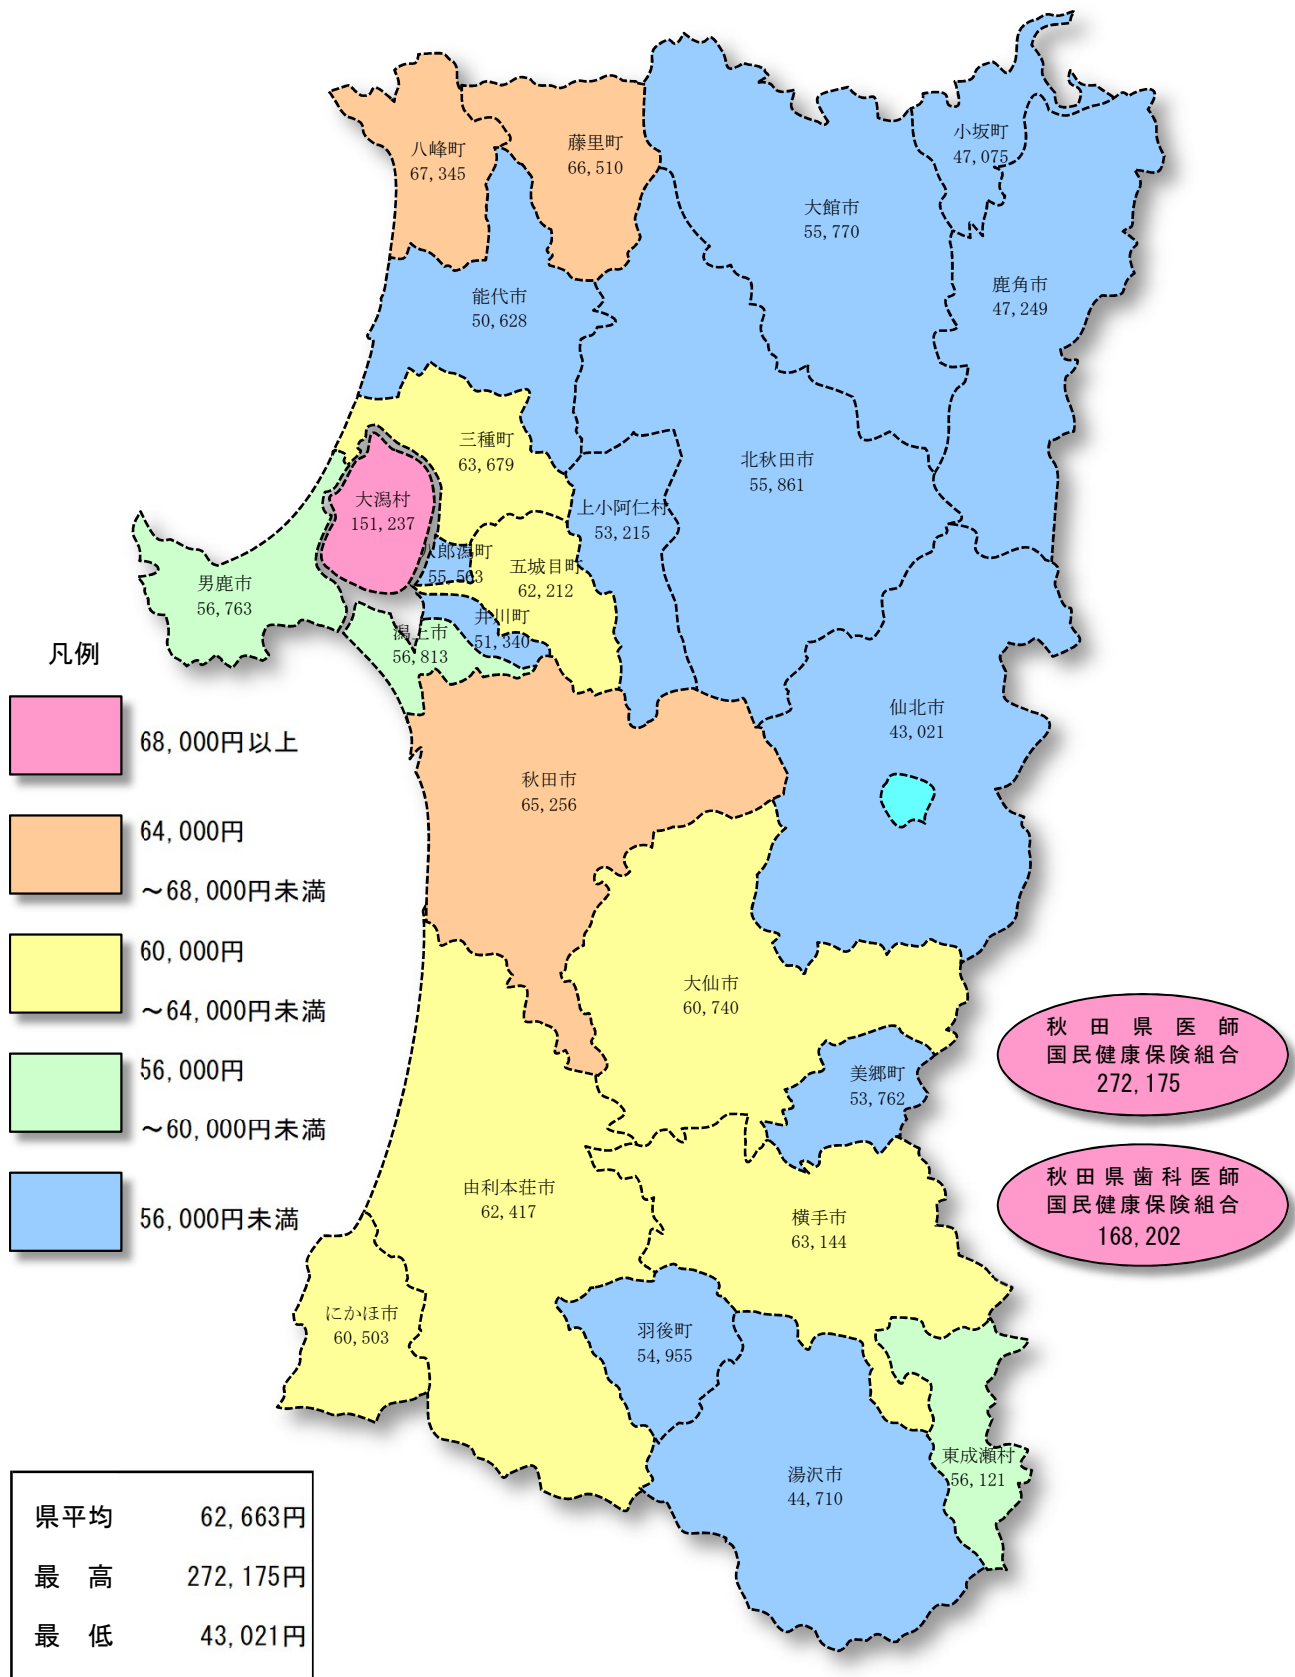 小坂町
47,075
八峰町
67,345
藤里町
66,510
大館市
55,770
鹿角市
47,249
能代市
50,628
三種町
63,679
北秋田市
55,861
大潟村
151,237
上小阿仁村
53,215
郎潟町
55,563
五城目町
62,212
男鹿市
56,763
井川町
51,340
潟上市
56,813
仙北市
43,021
秋田市
65,256
大仙市
60,740
美郷町
53,762
由利本荘市
62,417
横手市
63,144
にかほ市
60,503
羽後町
54,955
東成瀬村
56,121
湯沢市
44,710
凡例
68,000円以上
64,000円
~68,000円未満
60,000円
~64,000円未満
56,000円
~60,000円未満
56,000円未満
秋田県医師
国民健康保険組合
272,175
秋田県歯科医師
国民健康保険組合
168,202
県平均 62,663円
最 高 272,175円
最 低 43,021円